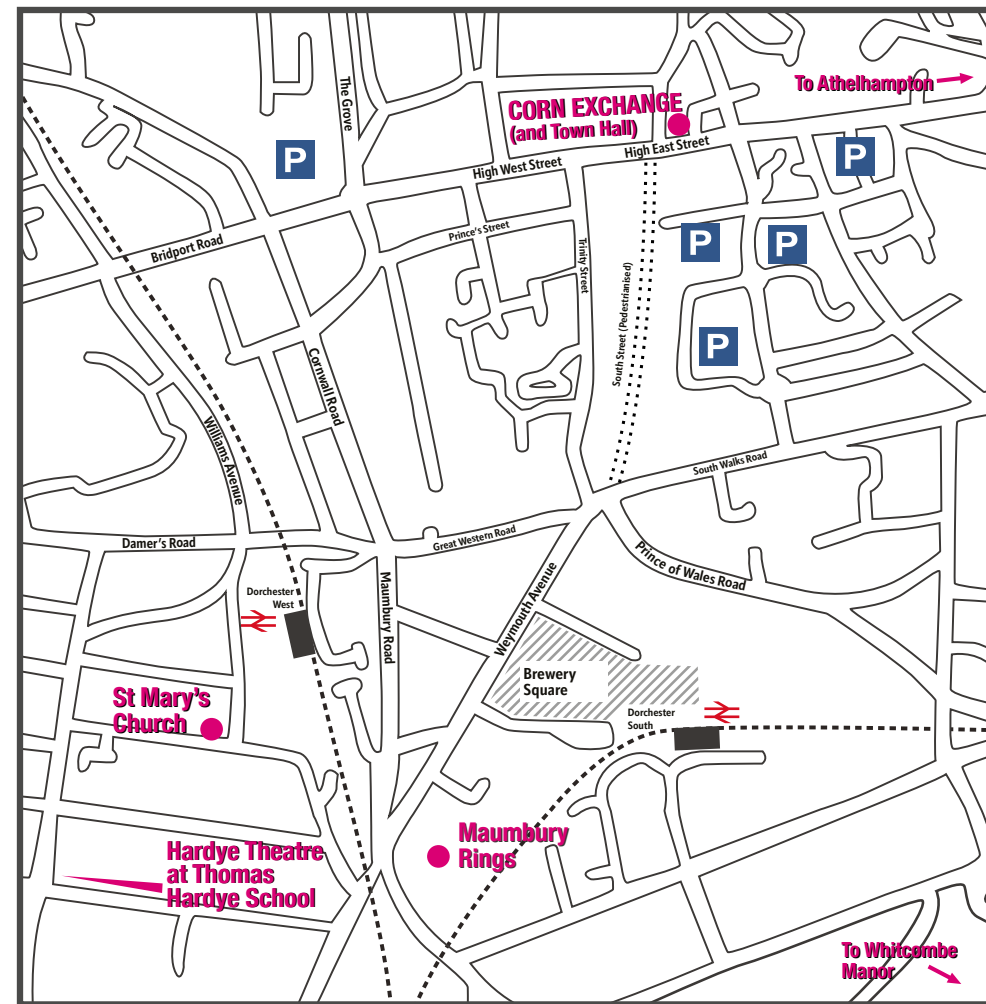 The Grove
To Athelhampton
CORN EXCHANGE
(and Town Hall)
P
P
High East Street
High West Street
Prince's Street
Bridport Road
P
P
Trinity Street
South Street (Pedestrianised)
P
Cornwall Road
Williams Avenue
South Walks Road
Great Western Road
Damer's Road
Prince of Wales Road
Dorchester
West
Maumbury Road
Weymouth Avenue
Brewery
Square
St Mary's
Church
Dorchester
South
Maumbury
Rings
Hardye Theatre
at Thomas
Hardye School
To Whitcombe
Manor